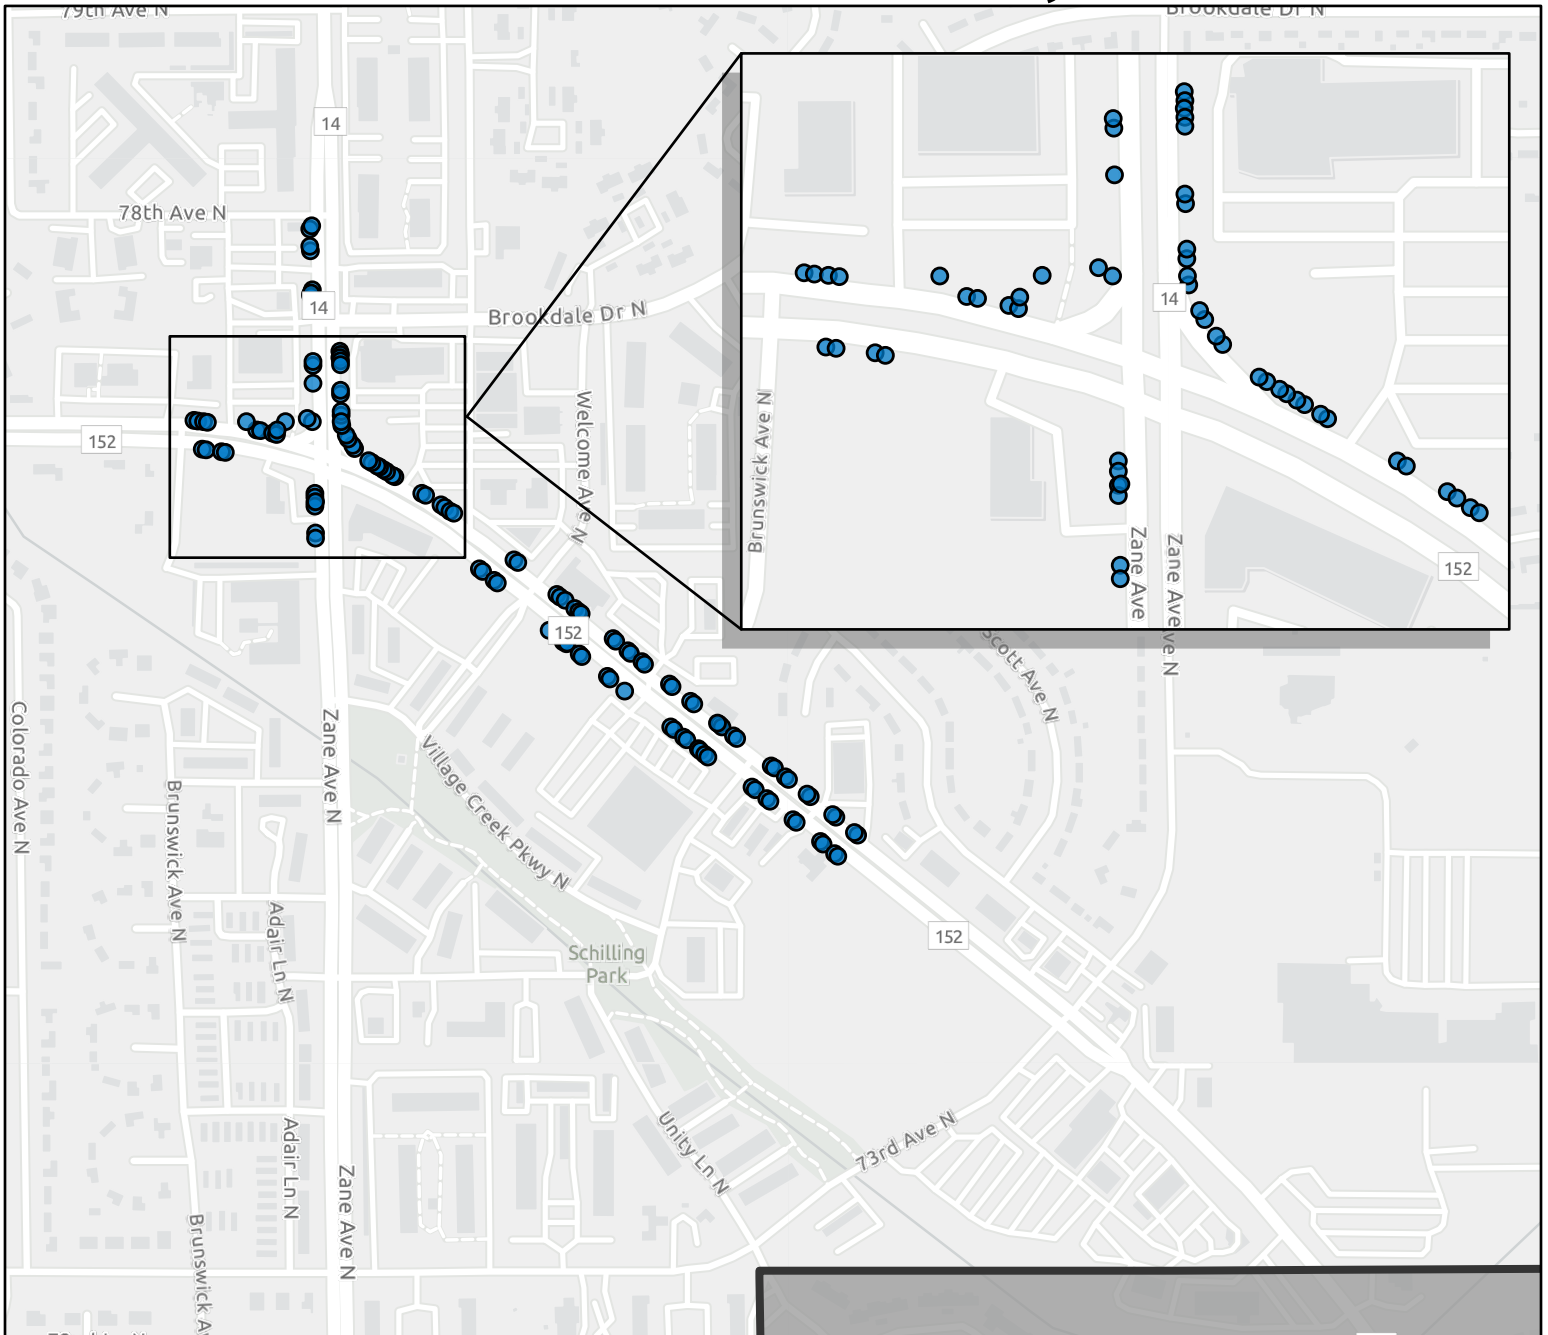 79th Ave N
Brookdale Dr N
14
78th Ave N
14
14
Brookdale Dr N
Welcome Ave N
Brunswick Ave N
Zane Ave
Zane Ave N
152
152
152
Scott Ave N
Colorado Ave N
Zane Ave N
Village Creek Pkwy N
Brunswick Ave N
Adair Ln N
Schilling
Park
152
73rd Ave N
Unity Ln N
Adair Ln N
Zane Ave N